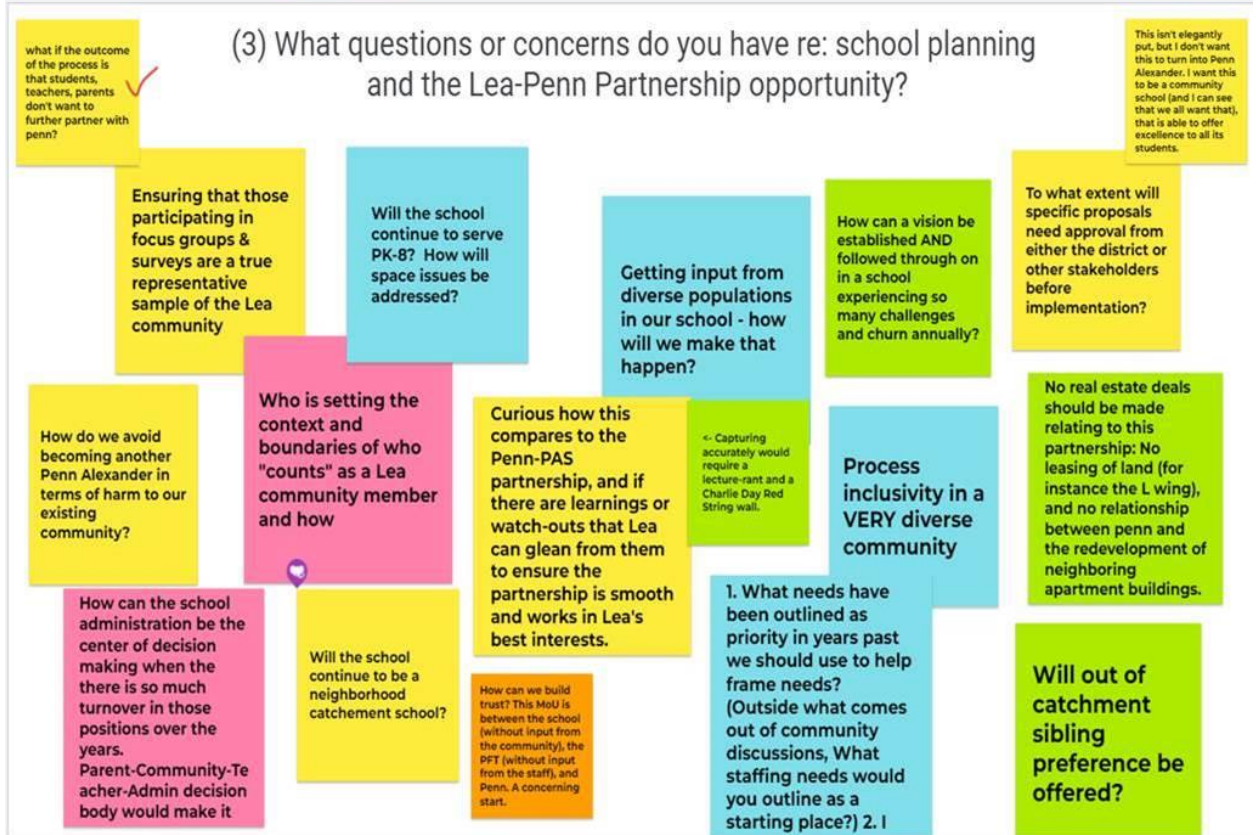 (3) What questions or concerns do you have re: school planning
and the Lea-Penn Partnership opportunity?
what if the outcome
of the process is
that students,
teachers, parents
don't want to
further partner with
penn?
This isn't elegantly
put, but I don't want
this to turn into Penn
Alexander. I want this
to be a community
school (and I can see
that we all want that),
that is able to offer
excellence to all its
students.
Ensuring that those
participating in
focus groups &
surveys are a true
representative
sample of the Lea
community
Will the school
continue to serve
PK-8? How will
space issues be
addressed?
Getting input from
diverse populations
in our school - how
will we make that
happen?
How can a vision be
established AND
followed through on
in a school
experiencing so
many challenges
and churn annually?
To what extent will
specific proposals
need approval from
either the district or
other stakeholders
before
implementation?
How do we avoid
becoming another
Penn Alexander in
terms of harm to our
existing
community?
Who is setting the
context and
boundaries of who
"counts" as a Lea
community member
and how
Curious how this
compares to the
Penn-PAS
partnership, and if
there are learnings or
watch-outs that Lea
can glean from them
to ensure the
partnership is smooth
and works in Lea's
best interests.
<- Capturing
accurately would
require a
lecture-rant and a
Charlie Day Red
String wall.
Process
inclusivity in a
VERY diverse
community
No real estate deals
should be made
relating to this
partnership: No
leasing of land (for
instance the L wing),
and no relationship
between penn and
the redevelopment of
neighboring
apartment buildings.
How can the school
administration be the
center of decision
making when the
there is so much
turnover in those
positions over the
years.
Parent-Community-Te
acher-Admin decision
body would make it
Will the school
continue to be a
neighborhood
catchement school?
How can we build
trust? This MoU is
between the school
(without input from
the community), the
PFT (without input
from the staff), and
Penn. A concerning
start.
1. What needs have
been outlined as
priority in years past
we should use to help
frame needs?
(Outside what comes
out of community
discussions, What
staffing needs would
you outline as a
starting place?) 2. I
Will out of
catchment
sibling
preference be
offered?